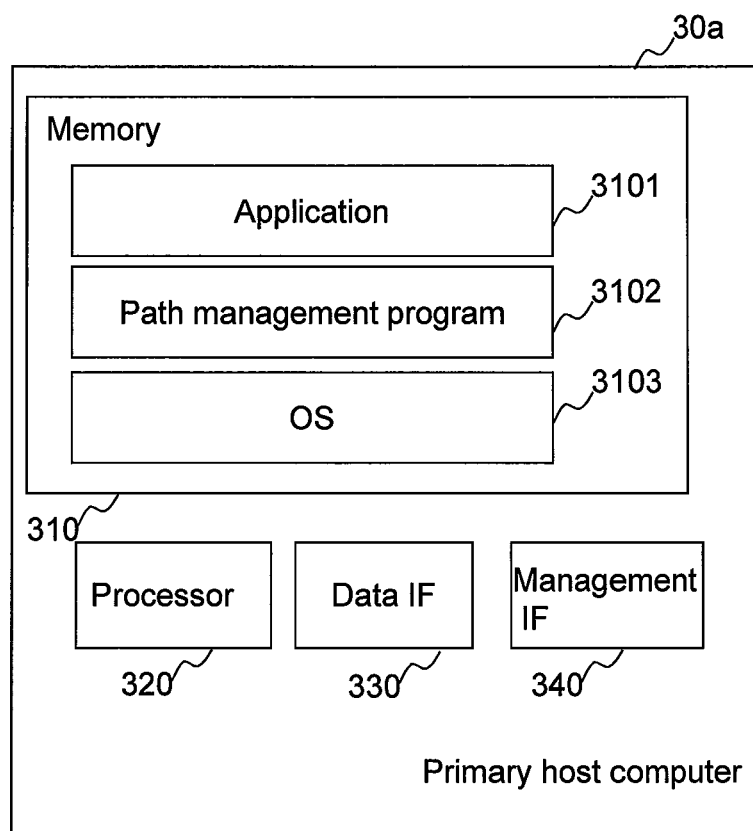 30a
Memory
Application
3101
Path management program
3102
OS
3103
310
Processor
Data IF
Management
IF
320
330
340
Primary host computer